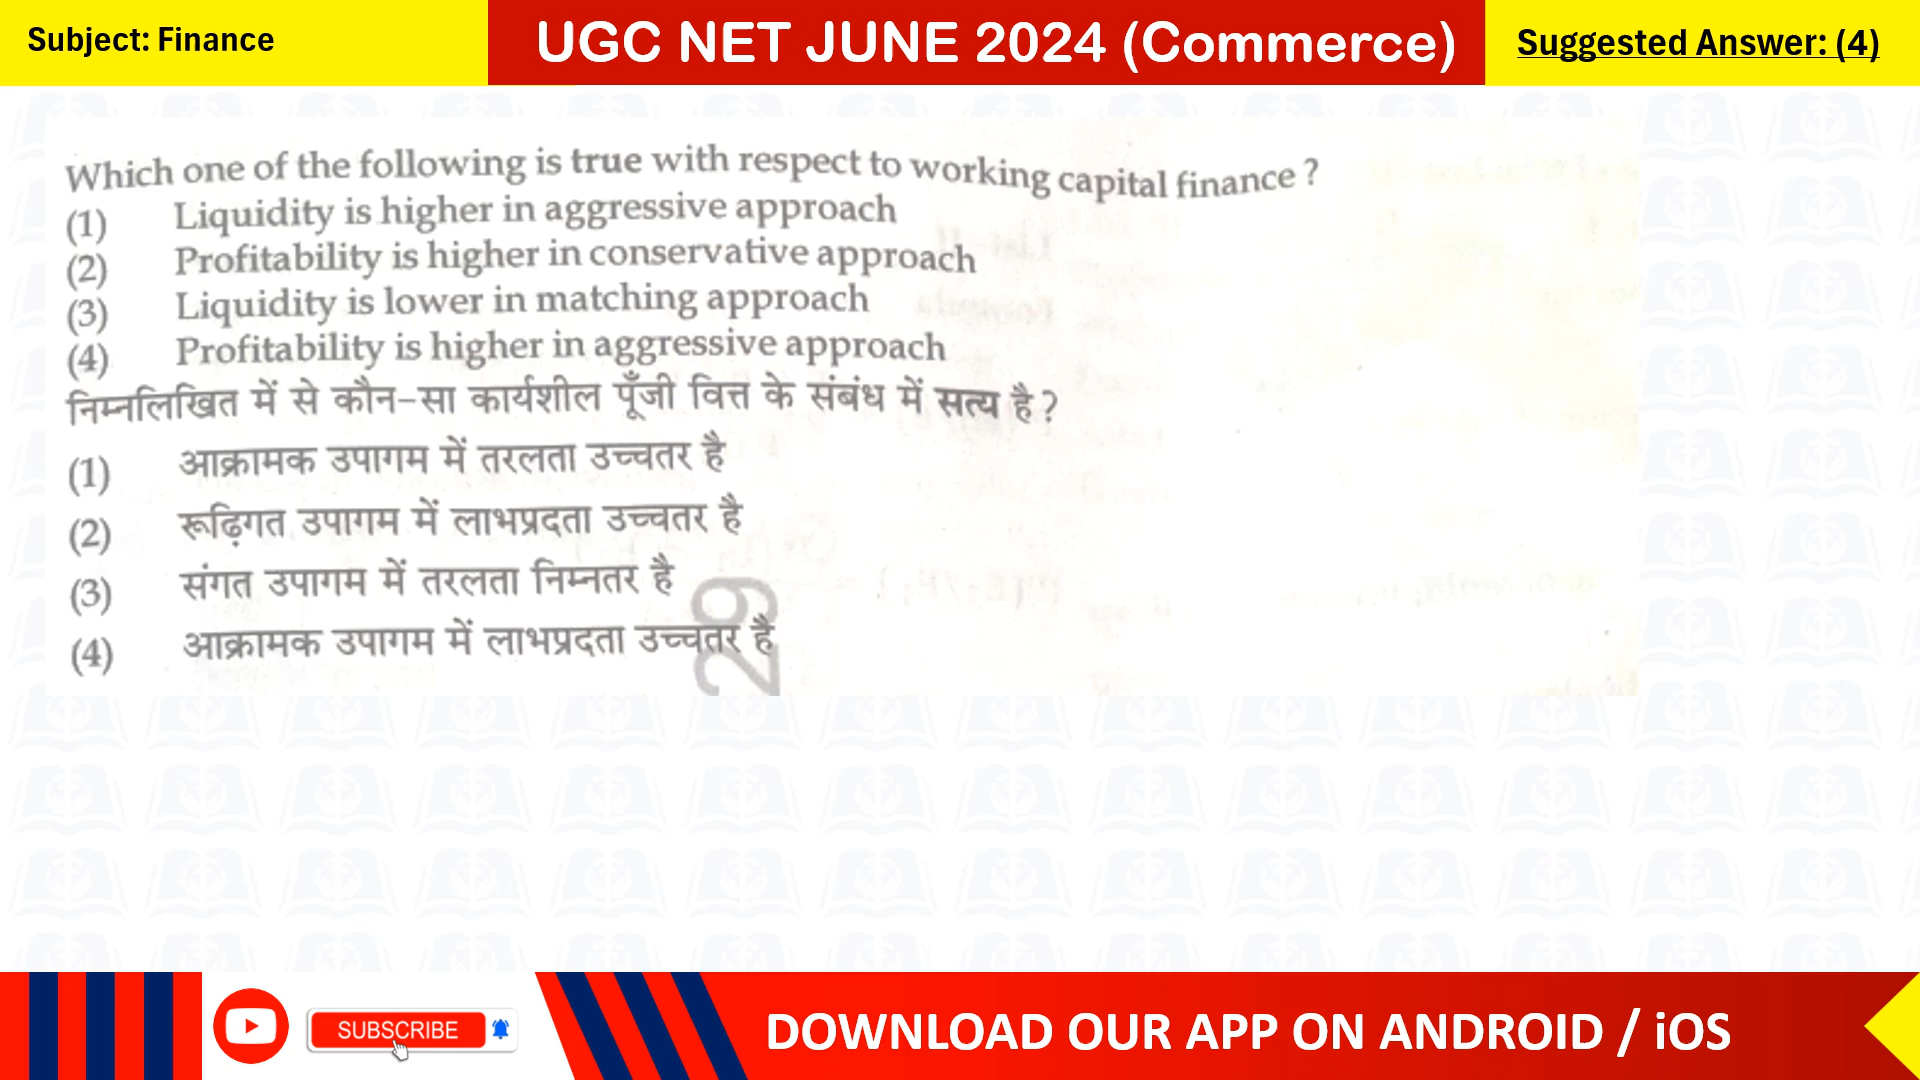 Subject: Finance
UGC NET JUNE 2024 (Commerce)
Suggested Answer: (4)
Which one of the following is true with respect to working capital finance ?
(1) Liquidity is higher in aggressive approach
(2) Profitability is higher in conservative approach
(3) Liquidity is lower in matching approach
(4) Profitability is higher in aggressive approach
निम्नलिखित में से कौन-सा कार्यशील पूँजी वित्त के संबंध में सत्य है ?
(1) आक्रामक उपागम में तरलता उच्चतर है
(2) रूढ़िगत उपागम में लाभप्रदता उच्चतर है
(3) संगत उपागम में तरलता निम्नतर है
(4) आक्रामक उपागम में लाभप्रदता उच्चतर है
29
SUBSCRIBE
DOWNLOAD OUR APP ON ANDROID / iOS